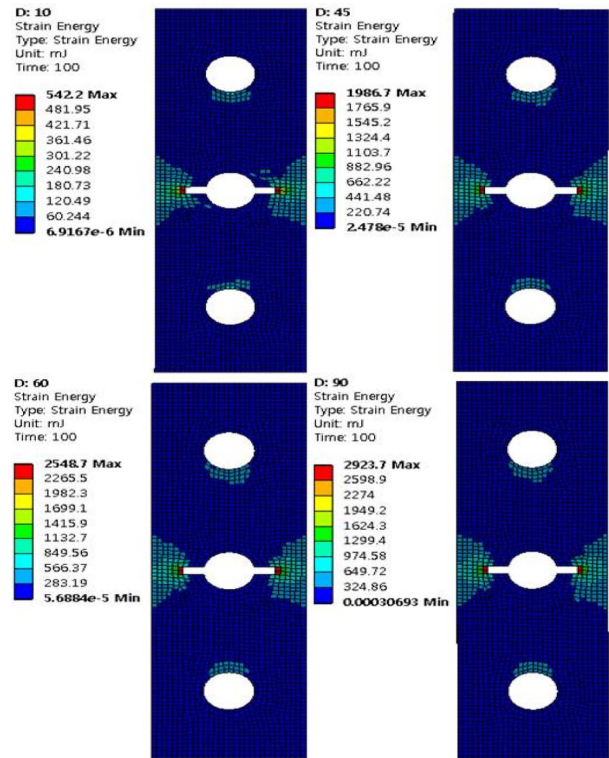 D: 10
Strain Energy
Type: Strain Energy
Unit: mJ
Time: 100
542.2 Max
481.95
421.71
361.46
301.22
240.98
180.73
120.49
60.244
6.9167e-6 Min
D: 45
Strain Energy
Type: Strain Energy
Unit: mJ
Time: 100
1986.7 Max
1765.9
1545.2
1324.4
1103.7
882.96
662.22
441.48
220.74
2.478e-5 Min
D: 60
Strain Energy
Type: Strain Energy
Unit: mJ
Time: 100
2548.7 Max
2265.5
1982.3
1699.1
1415.9
1132.7
849.56
566.37
283.19
5.6884e-5 Min
D: 90
Strain Energy
Type: Strain Energy
Unit: mJ
Time: 100
2923.7 Max
2598.9
2274
1949.2
1624.3
1299.4
974.58
649.72
324.86
0.00030693 Min